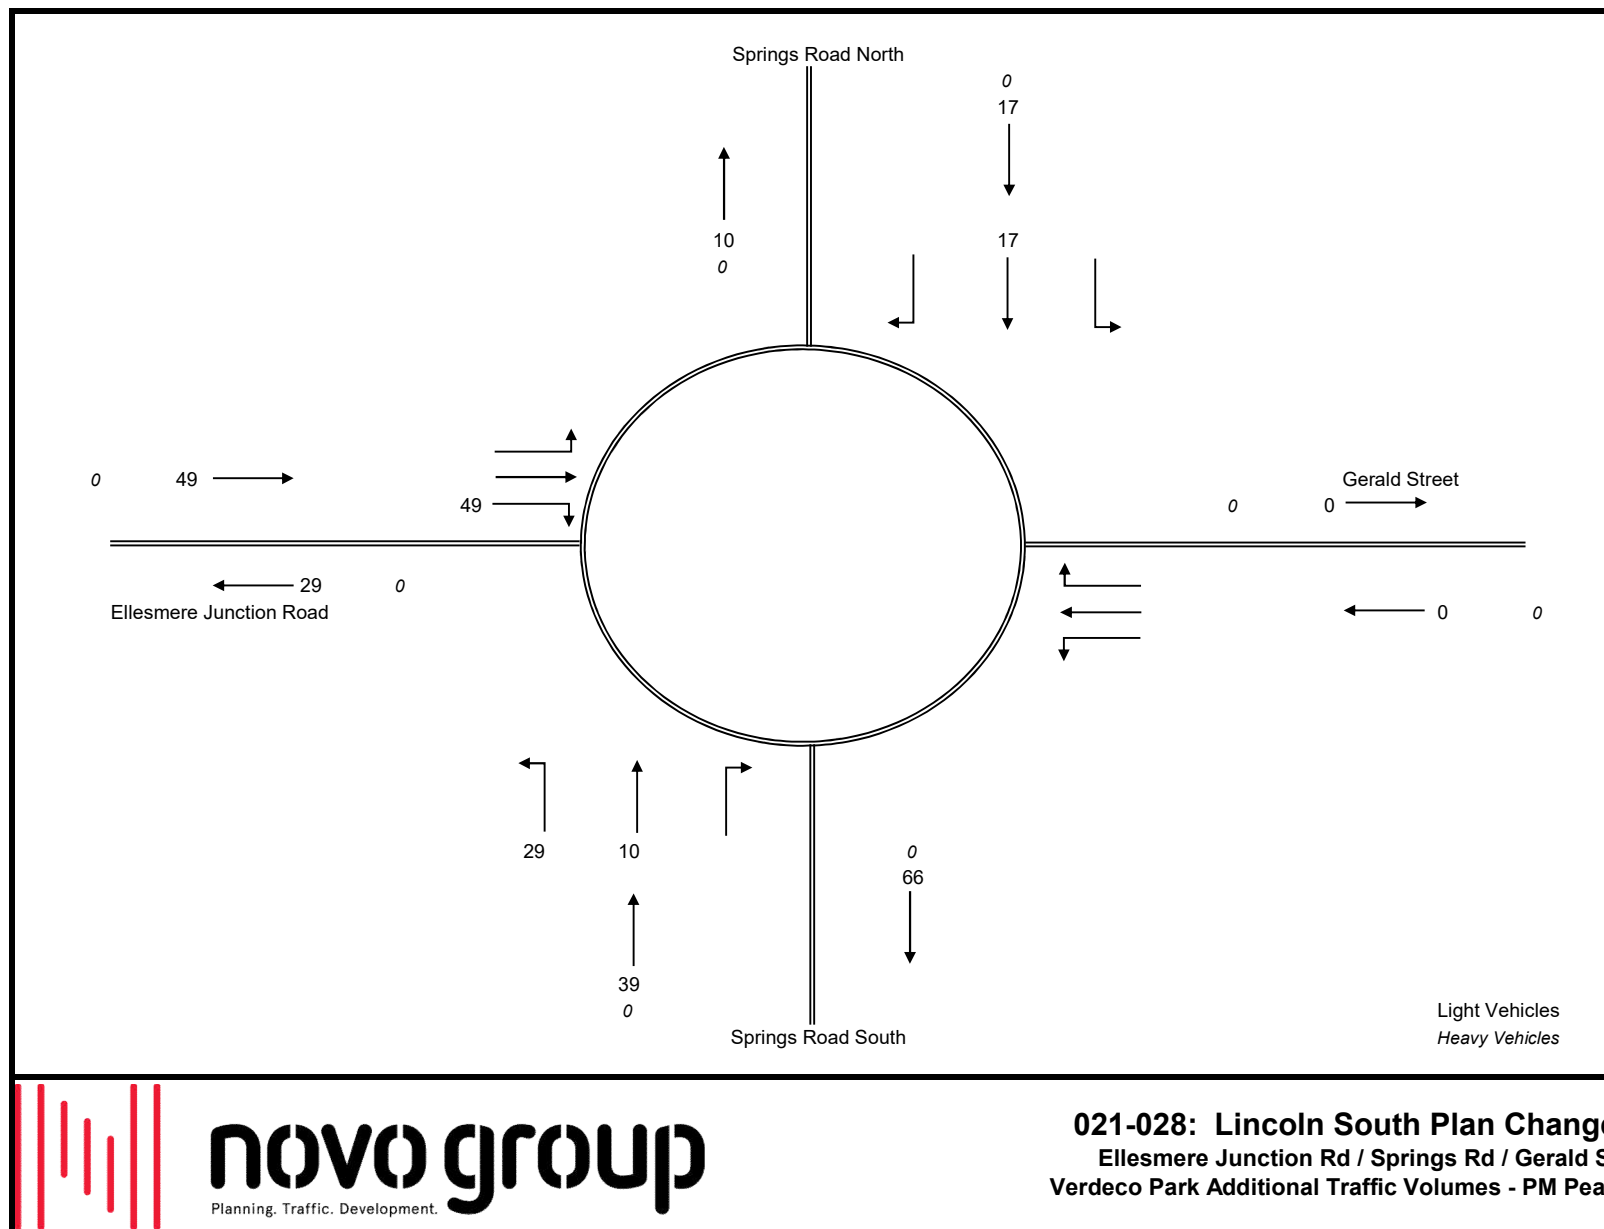 Springs Road North
0
17
10
0
17
0 49
49
Gerald Street
0 0
29 0
Ellesmere Junction Road
0 0
29 10
0
66
39
0
Light Vehicles
Springs Road South
Heavy Vehicles
novo group
Planning. Traffic. Development.
021-028: Lincoln South Plan Change
Ellesmere Junction Rd / Springs Rd / Gerald S
Verdeco Park Additional Traffic Volumes - PM Pea